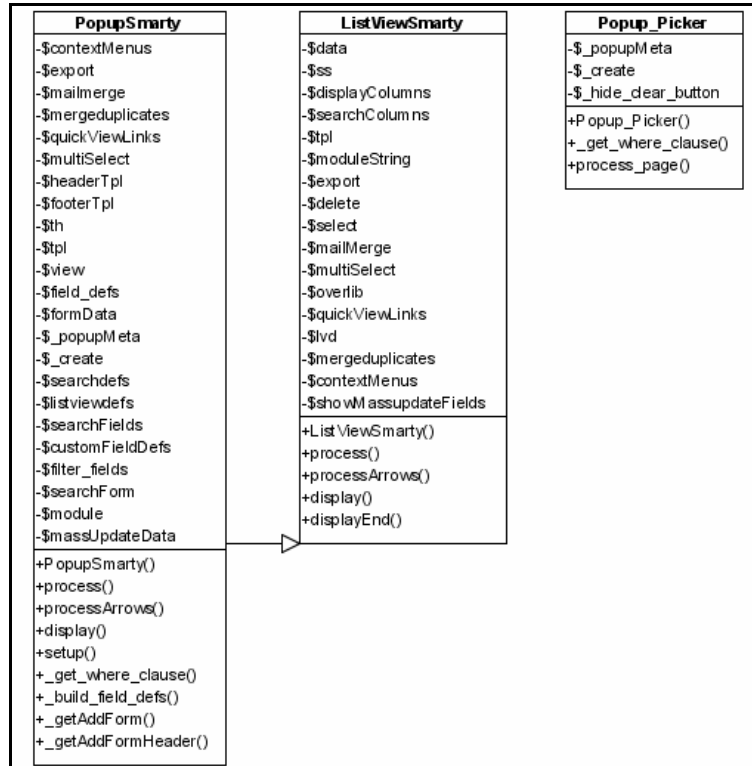 PopupSmarty
-$contextMenus
-$export
-$mailmerge
-$mergeduplicates
-$quickViewLinks
-$multiSelect
-$headerTpl
-$footerTpl
-$th
-$tpl
-$view
-$field_defs
-$formData
-$_popupMeta
-$_create
-$searchdefs
-$listviewdefs
-$searchFields
-$customFieldDefs
-$filter_fields
-$searchForm
-$module
-$massUpdateData
+PopupSmarty()
+process()
+processArrows()
+display()
+setup()
+_get_where_clause()
+_build_field_defs()
+_getAddForm()
+_getAddFormHeader()
ListViewSmarty
-$data
-$ss
-$displayColumns
-$searchColumns
-$tpl
-$moduleString
-$export
-$delete
-$select
-$mailMerge
-$multiSelect
-$overlib
-$quickViewLinks
-$lvd
-$mergeduplicates
-$contextMenus
-$showMassupdateFields
+ListViewSmarty()
+process()
+processArrows()
+display()
+displayEnd()
Popup_Picker
-$_popupMeta
-$_create
-$_hide_clear_button
+Popup_Picker()
+_get_where_clause()
+process_page()